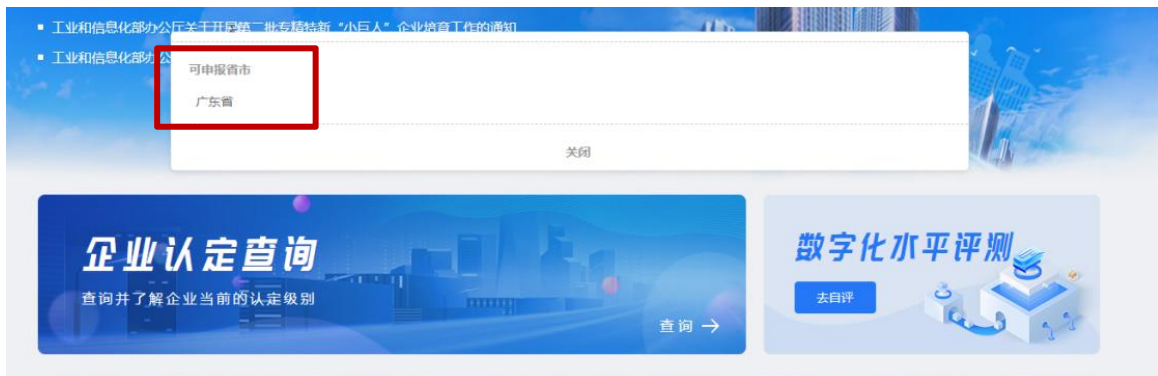 工业和信息化部办公厅关于开展第二批专精特新“小巨人”企业培育工作的通知
工业和信息化部办公
可申报省市
广东省
关闭
企业认定查询
查询并了解企业当前的认定级别
查询
数字化水平评测
去自评